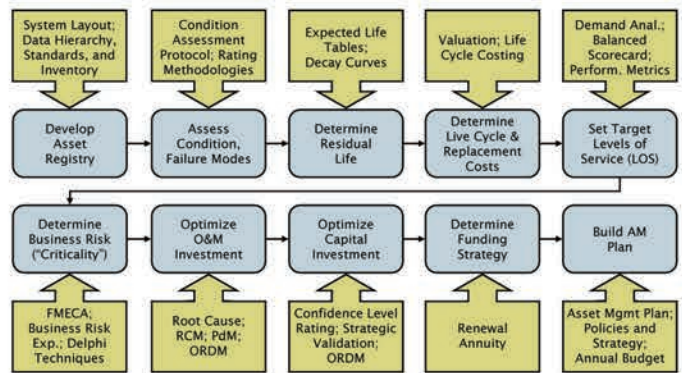 System Layout;
Data Hierarchy,
Standards, and
Inventory
Condition
Assessment
Protocol; Rating
Methodologies
Expected Life
Tables;
Decay Curves
Valuation; Life
Cycle Costing
Demand Anal.;
Balanced
Scorecard;
Perform. Metrics
Develop
Asset
Registry
Assess
Condition,
Failure Modes
Determine
Residual
Life
Determine
Live Cycle &
Replacement
Costs
Set Target
Levels of
Service (LOS)
Determine
Business Risk
("Criticality")
Optimize
O&M
Investment
Optimize
Capital
Investment
Determine
Funding
Strategy
Build AM
Plan
FMECA;
Business Risk
Exp.; Delphi
Techniques
Root Cause;
RCM; PdM;
ORDM
Confidence Level
Rating; Strategic
Validation;
ORDM
Renewal
Annuity
Asset Mgmt Plan;
Policies and
Strategy;
Annual Budget